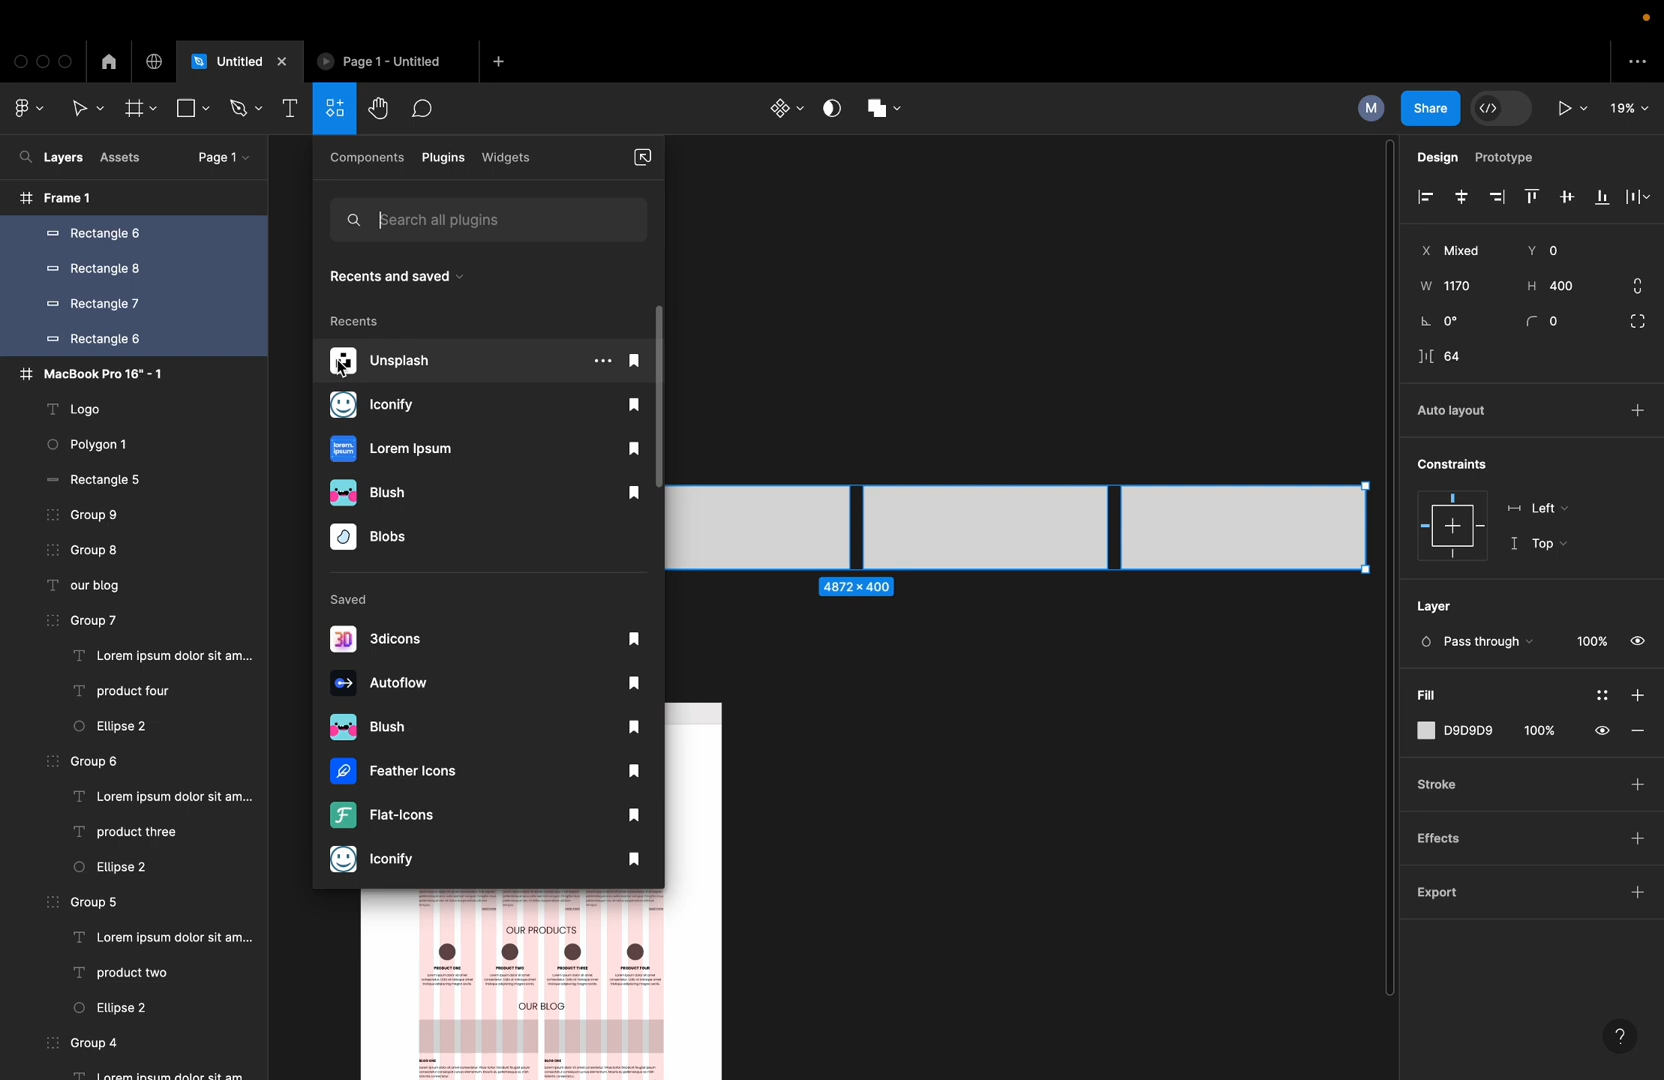 Untitled
Page 1 - Untitled
M
Share
19%
Layers
Assets
Page 1
Frame 1
Rectangle 6
Rectangle 8
Rectangle 7
Rectangle 6
MacBook Pro 16" - 1
Logo
Polygon 1
Rectangle 5
Group 9
Group 8
our blog
Group 7
Lorem ipsum dolor sit am...
product four
Ellipse 2
Group 6
Lorem ipsum dolor sit am...
product three
Ellipse 2
Group 5
Lorem ipsum dolor sit am...
product two
Ellipse 2
Group 4
Lorem ipsum dolor sit am
Components
Plugins
Widgets
Search all plugins
Recents and saved
Recents
Unsplash
Iconify
lorem.
ipsum
Lorem Ipsum
Blush
Blobs
Saved
3D
3dicons
Autoflow
Blush
Feather Icons
F
Flat-Icons
Iconify
4872 × 400
OUR PRODUCTS
PRODUCT ONE
PRODUCT TWO
PRODUCT THREE
PRODUCT FOUR
OUR BLOG
BLOG ONE
BLOG ONE
Design
Prototype
X Mixed
Y 0
W 1170
H 400
0°
0
64
Auto layout
Constraints
Left
Top
Layer
Pass through
100%
Fill
D9D9D9
100%
Stroke
Effects
Export
?